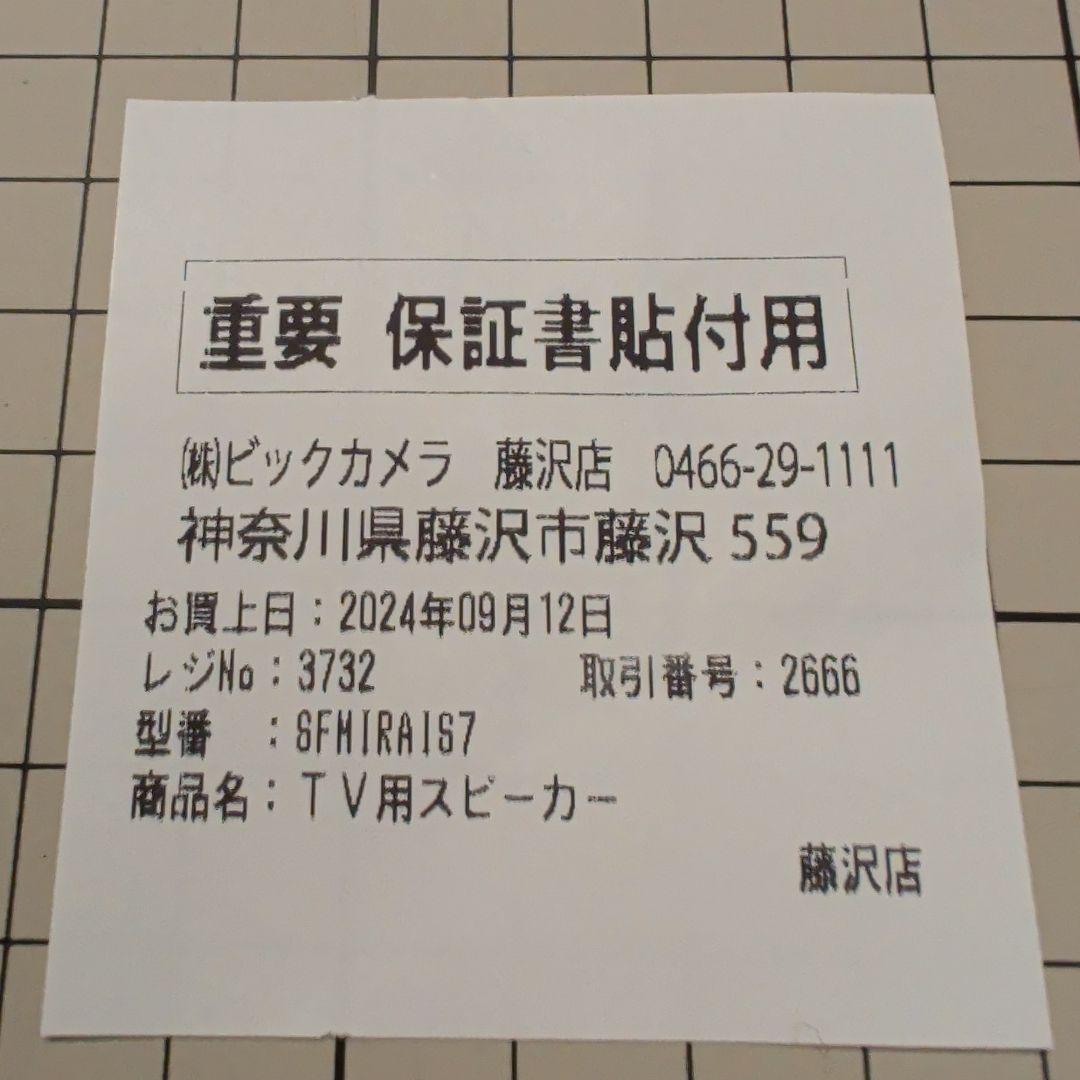 重要 保証書貼付用
㈱ビックカメラ 藤沢店 0466-29-1111
神奈川県藤沢市藤沢559
お買上日：2024年09月12日
レジNo：3732 取引番号：2666
型番 ：SFMIRAIS7
商品名：ＴＶ用スピーカー
藤沢店